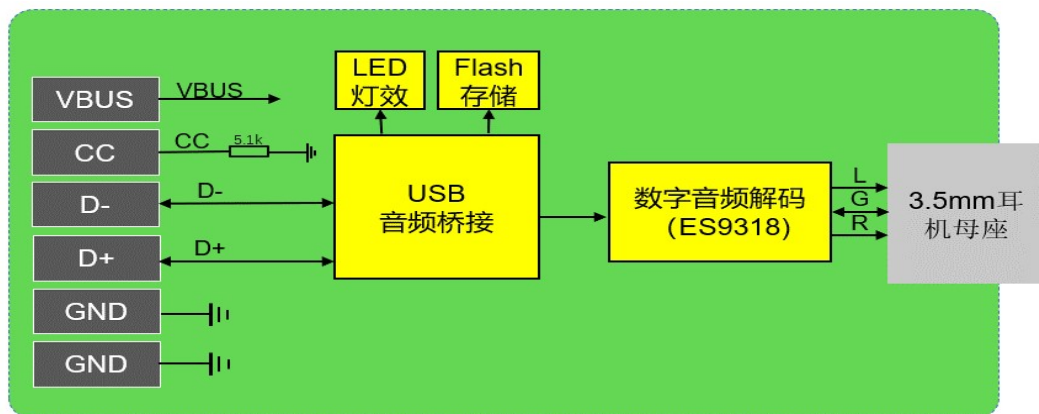 LED
灯效
Flash
存储
VBUS
VBUS
CC
CC
5.1k
D-
D-
D+
D+
GND
GND
USB
音频桥接
数字音频解码
(ES9318)
L
G
R
3.5mm耳
机母座